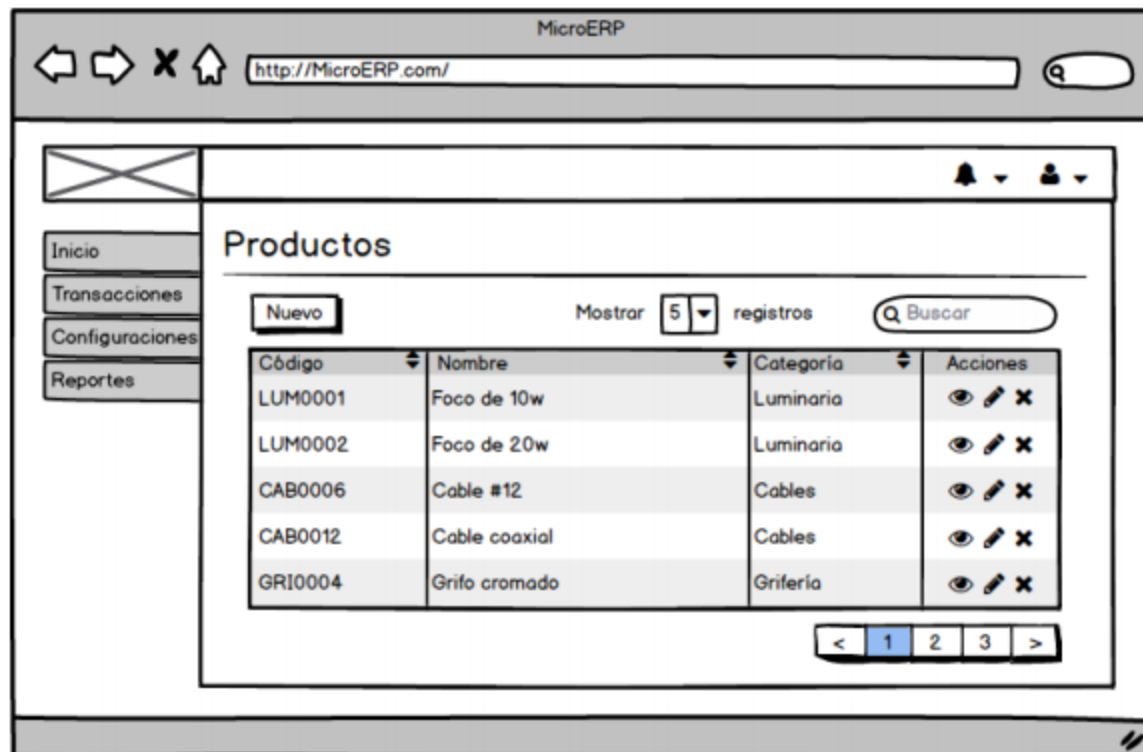 MicroERP
http://MicroERP.com/
Inicio
Transacciones
Configuraciones
Reportes
Productos
Nuevo Mostrar 5 registros Buscar
Código Nombre Categoría Acciones
LUM0001 Foco de 10w Luminaria
LUM0002 Foco de 20w Luminaria
CAB0006 Cable #12 Cables
CAB0012 Cable coaxial Cables
GRI0004 Grifo cromado Grifería
< 1 2 3 >